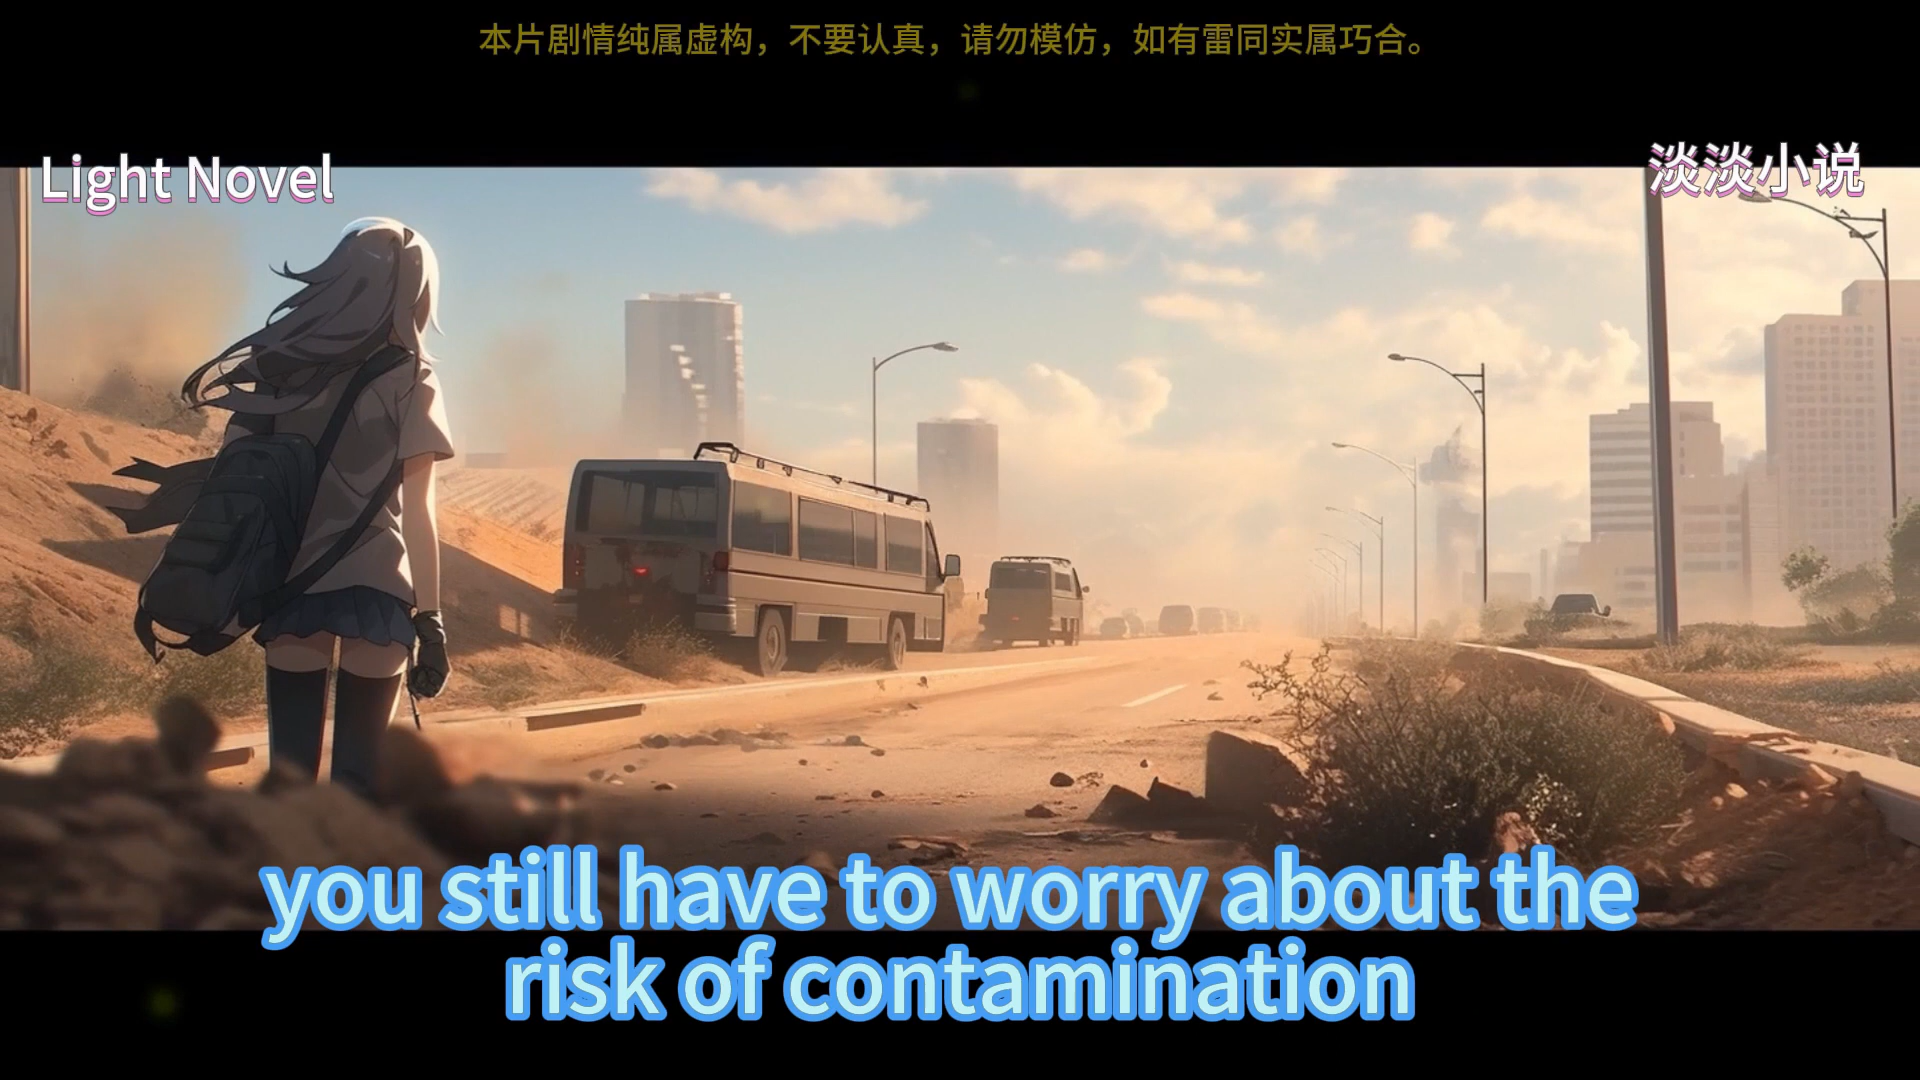 本片剧情纯属虚构，不要认真，请勿模仿，如有雷同实属巧合。
Light Novel
淡淡小说
you still have to worry about the
risk of contamination